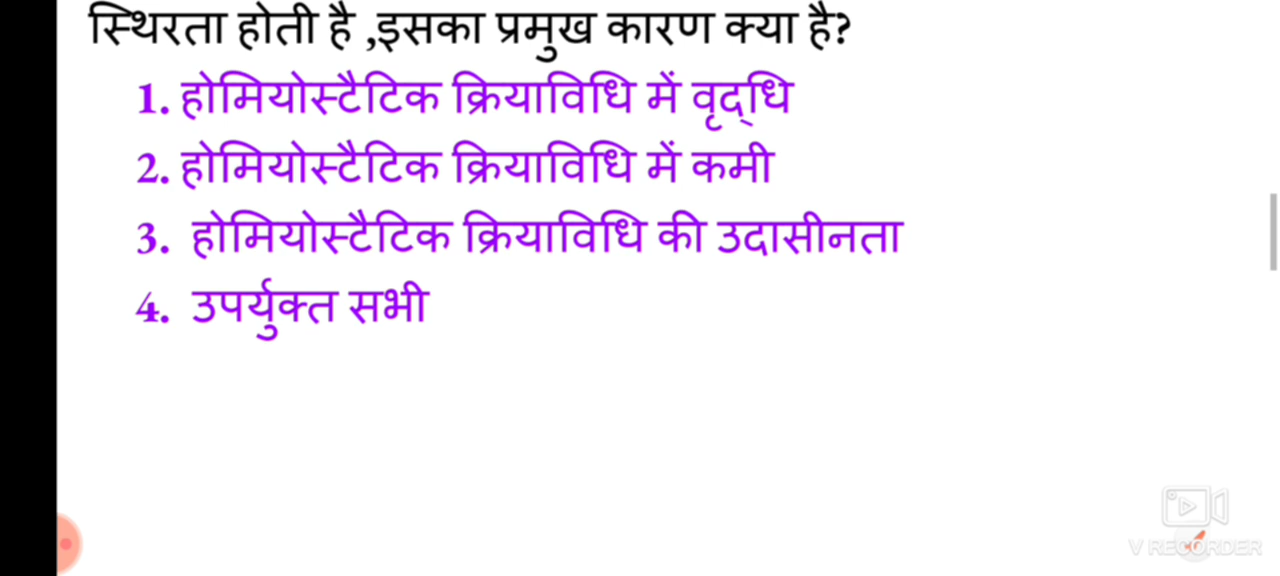 स्थिरता होती है ,इसका प्रमुख कारण क्या है?
1. होमियोस्टैटिक क्रियाविधि में वृद्‌धि
2. होमियोस्टैटिक क्रियाविधि में कमी
3. होमियोस्टैटिक क्रियाविधि की उदासीनता
4. उपर्युक्त सभी
V RECORDER